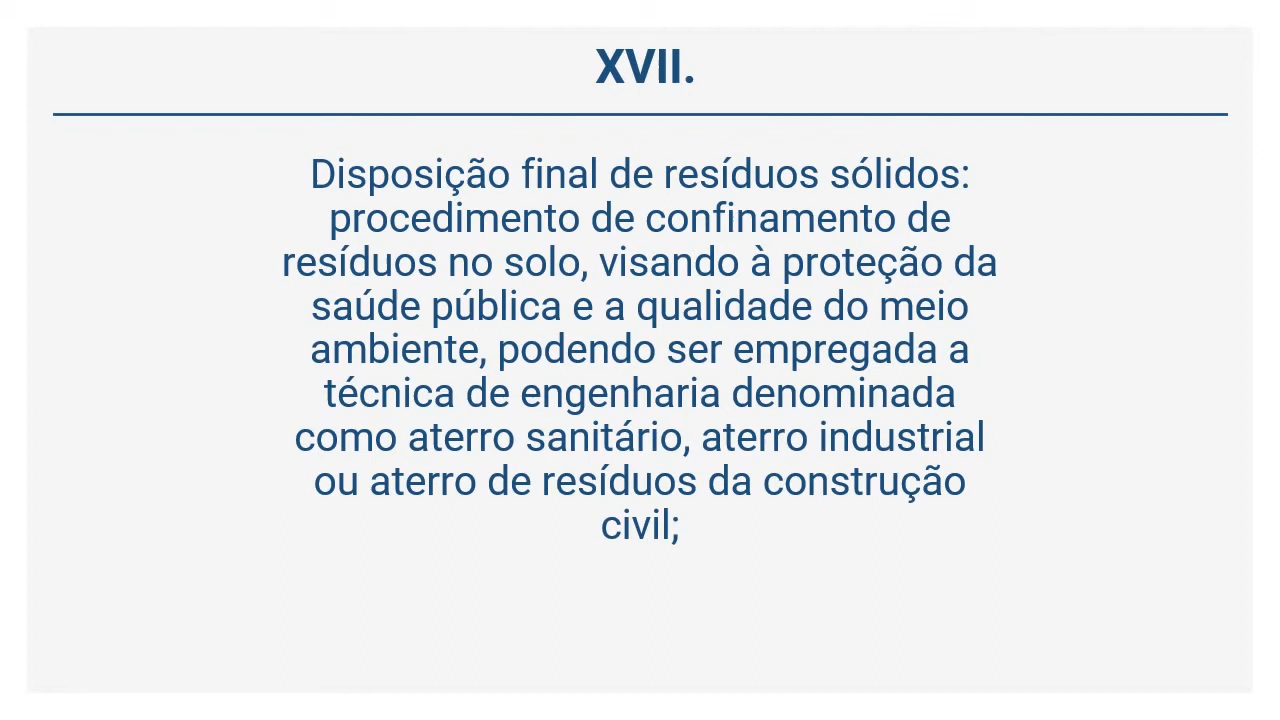 XVII.
Disposição final de resíduos sólidos:
procedimento de confinamento de
resíduos no solo, visando à proteção da
saúde pública e a qualidade do meio
ambiente, podendo ser empregada a
técnica de engenharia denominada
como aterro sanitário, aterro industrial
ou aterro de resíduos da construção
civil;